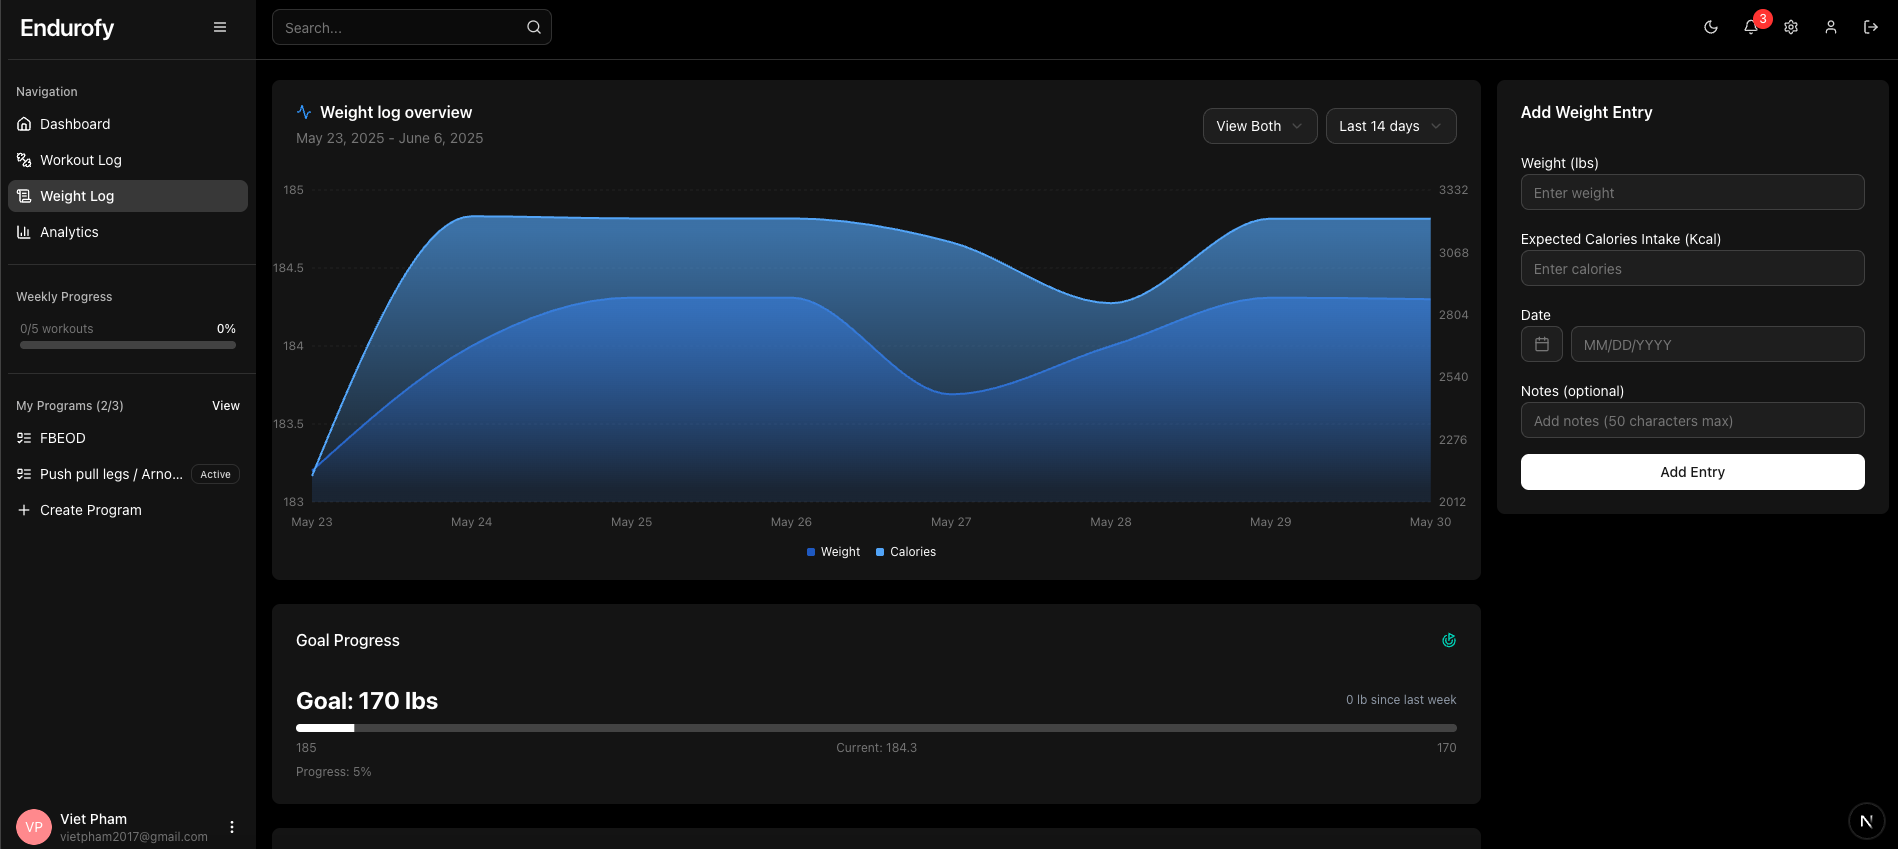 Endurofy
Search...
3
Navigation
Dashboard
Workout Log
Weight Log
Analytics
Weekly Progress
0/5 workouts 0%
My Programs (2/3) View
FBEOD
Push pull legs / Arno... Active
Create Program
VP
Viet Pham
vietpham2017@gmail.com
Weight log overview
May 23, 2025 - June 6, 2025
View Both
Last 14 days
185
184.5
184
183.5
183
3332
3068
2804
2540
2276
2012
May 23 May 24 May 25 May 26 May 27 May 28 May 29 May 30
Weight Calories
Goal Progress
Goal: 170 lbs
0 lb since last week
185 Current: 184.3 170
Progress: 5%
Add Weight Entry
Weight (lbs)
Enter weight
Expected Calories Intake (Kcal)
Enter calories
Date
MM/DD/YYYY
Notes (optional)
Add notes (50 characters max)
Add Entry
N